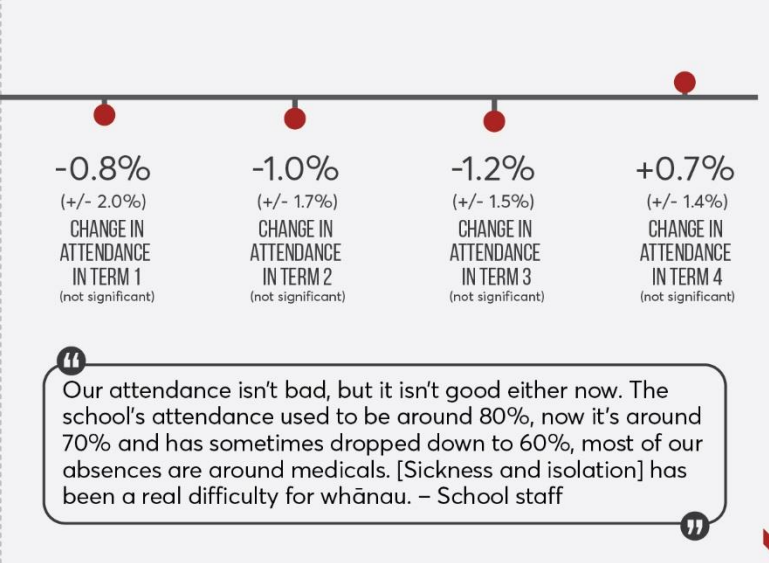 -0.8%
(+/- 2.0%)
CHANGE IN
ATTENDANCE
IN TERM 1
(not significant)
-1.0%
(+/- 1.7%)
CHANGE IN
ATTENDANCE
IN TERM 2
(not significant)
-1.2%
(+/- 1.5%)
CHANGE IN
ATTENDANCE
IN TERM 3
(not significant)
+0.7%
(+/- 1.4%)
CHANGE IN
ATTENDANCE
IN TERM 4
(not significant)
“
Our attendance isn’t bad, but it isn’t good either now. The
school’s attendance used to be around 80%, now it’s around
70% and has sometimes dropped down to 60%, most of our
absences are around medicals. [Sickness and isolation] has
been a real difficulty for whānau. – School staff
”